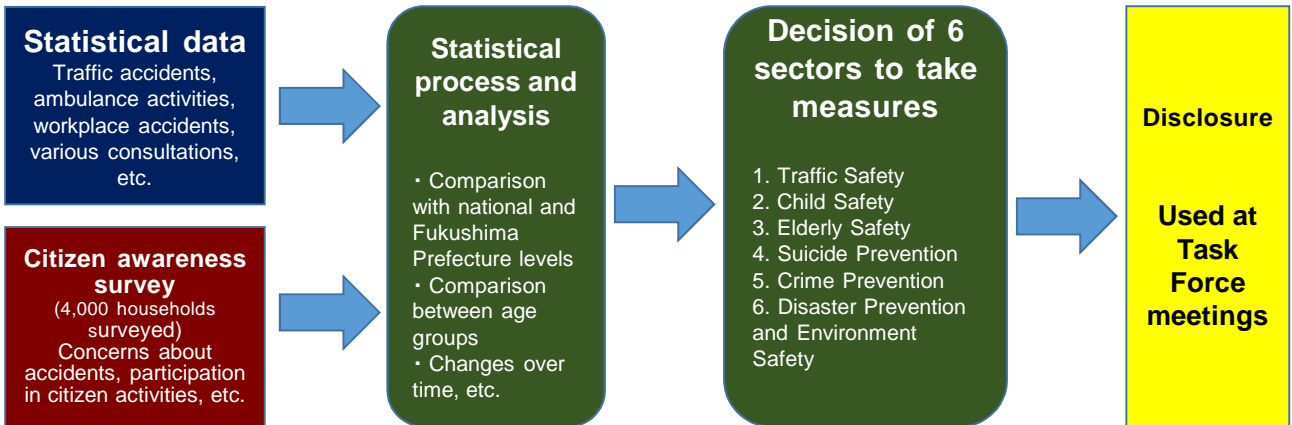 Statistical data
Traffic accidents,
ambulance activities,
workplace accidents,
various consultations,
etc.
Citizen awareness
survey
(4,000 households
surveyed)
Concerns about
accidents, participation
in citizen activities, etc.
Statistical
process and
analysis
・Comparison
with national and
Fukushima
Prefecture levels
・Comparison
between age
groups
・Changes over
time, etc.
Decision of 6
sectors to take
measures
1. Traffic Safety
2. Child Safety
3. Elderly Safety
4. Suicide Prevention
5. Crime Prevention
6. Disaster Prevention
and Environment
Safety
Disclosure
Used at
Task
Force
meetings